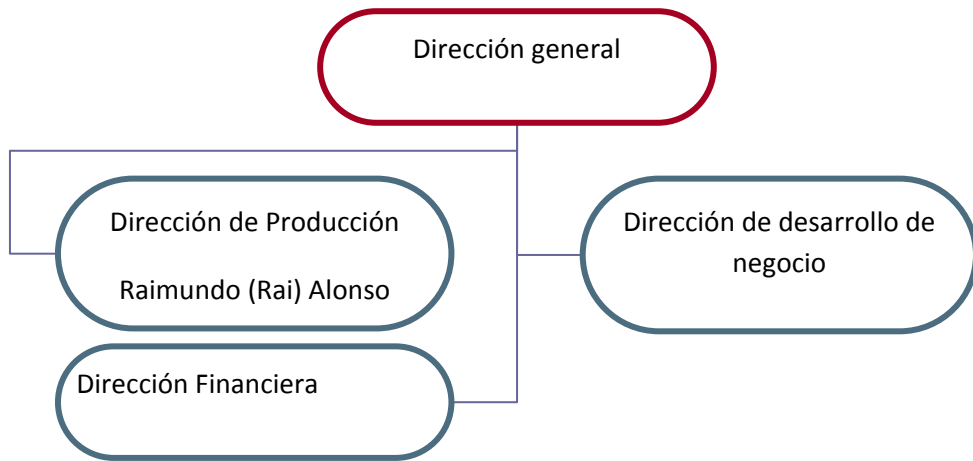 Dirección general
Dirección de Producción
Raimundo (Rai) Alonso
Dirección de desarrollo de
negocio
Dirección Financiera